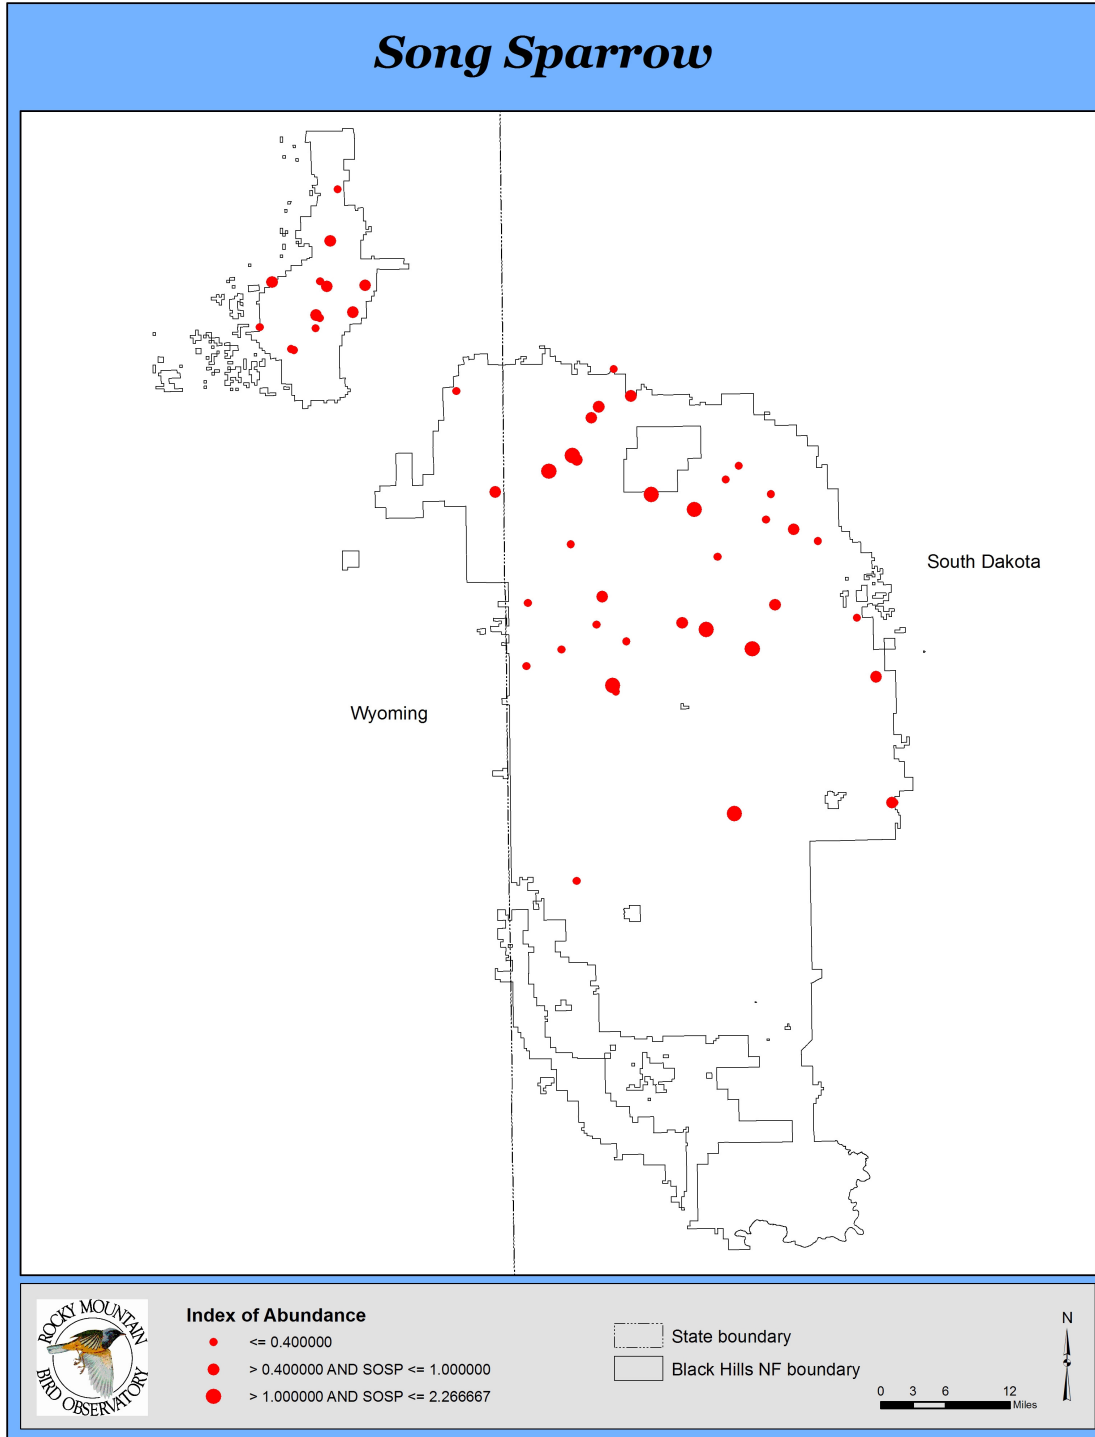 Song Sparrow
South Dakota
Wyoming
ROCKY MOUNTAIN
BIRD OBSERVATORY
Index of Abundance
<= 0.400000
> 0.400000 AND SOSP <= 1.000000
> 1.000000 AND SOSP <= 2.266667
State boundary
Black Hills NF boundary
0 3 6 12
Miles
N